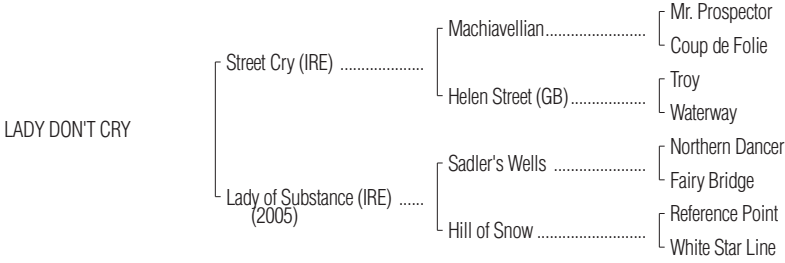 Mr. Prospector
Machiavellian........................
Coup de Folie
Street Cry (IRE) ....................
Troy
Helen Street (GB)..................
Waterway
LADY DON'T CRY
Northern Dancer
Sadler's Wells ......................
Fairy Bridge
Lady of Substance (IRE) ......
(2005)
Reference Point
Hill of Snow ..........................
White Star Line